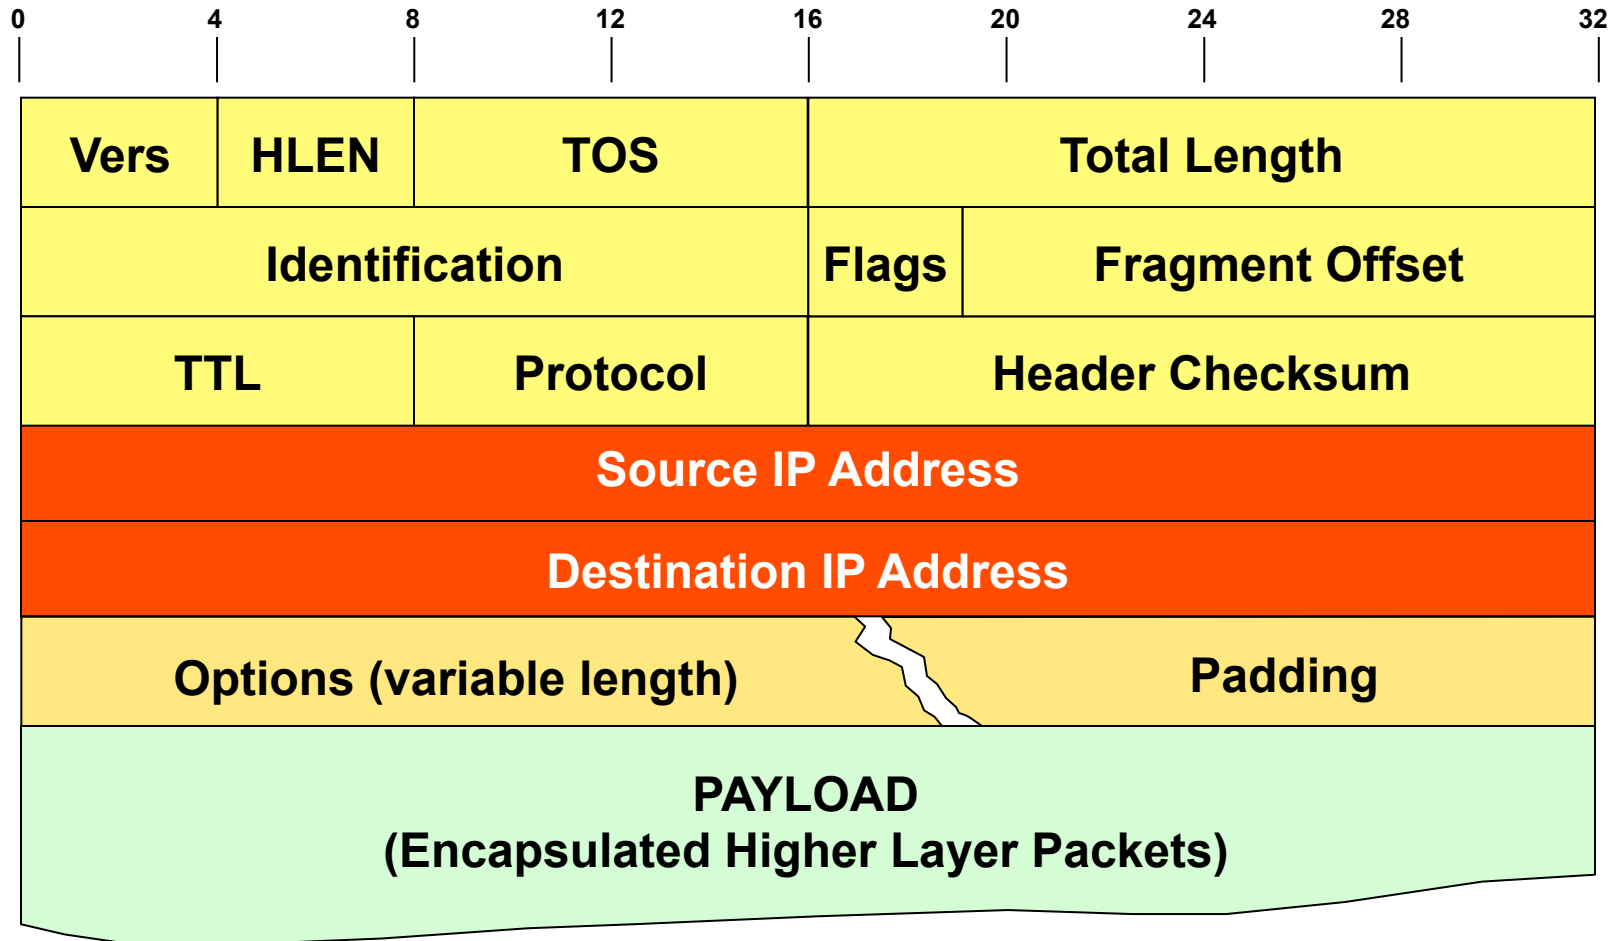 0 4 8 12 16 20 24 28 32
Vers HLEN TOS Total Length
Identification Flags Fragment Offset
TTL Protocol Header Checksum
Source IP Address
Destination IP Address
Options (variable length) Padding
PAYLOAD
(Encapsulated Higher Layer Packets)